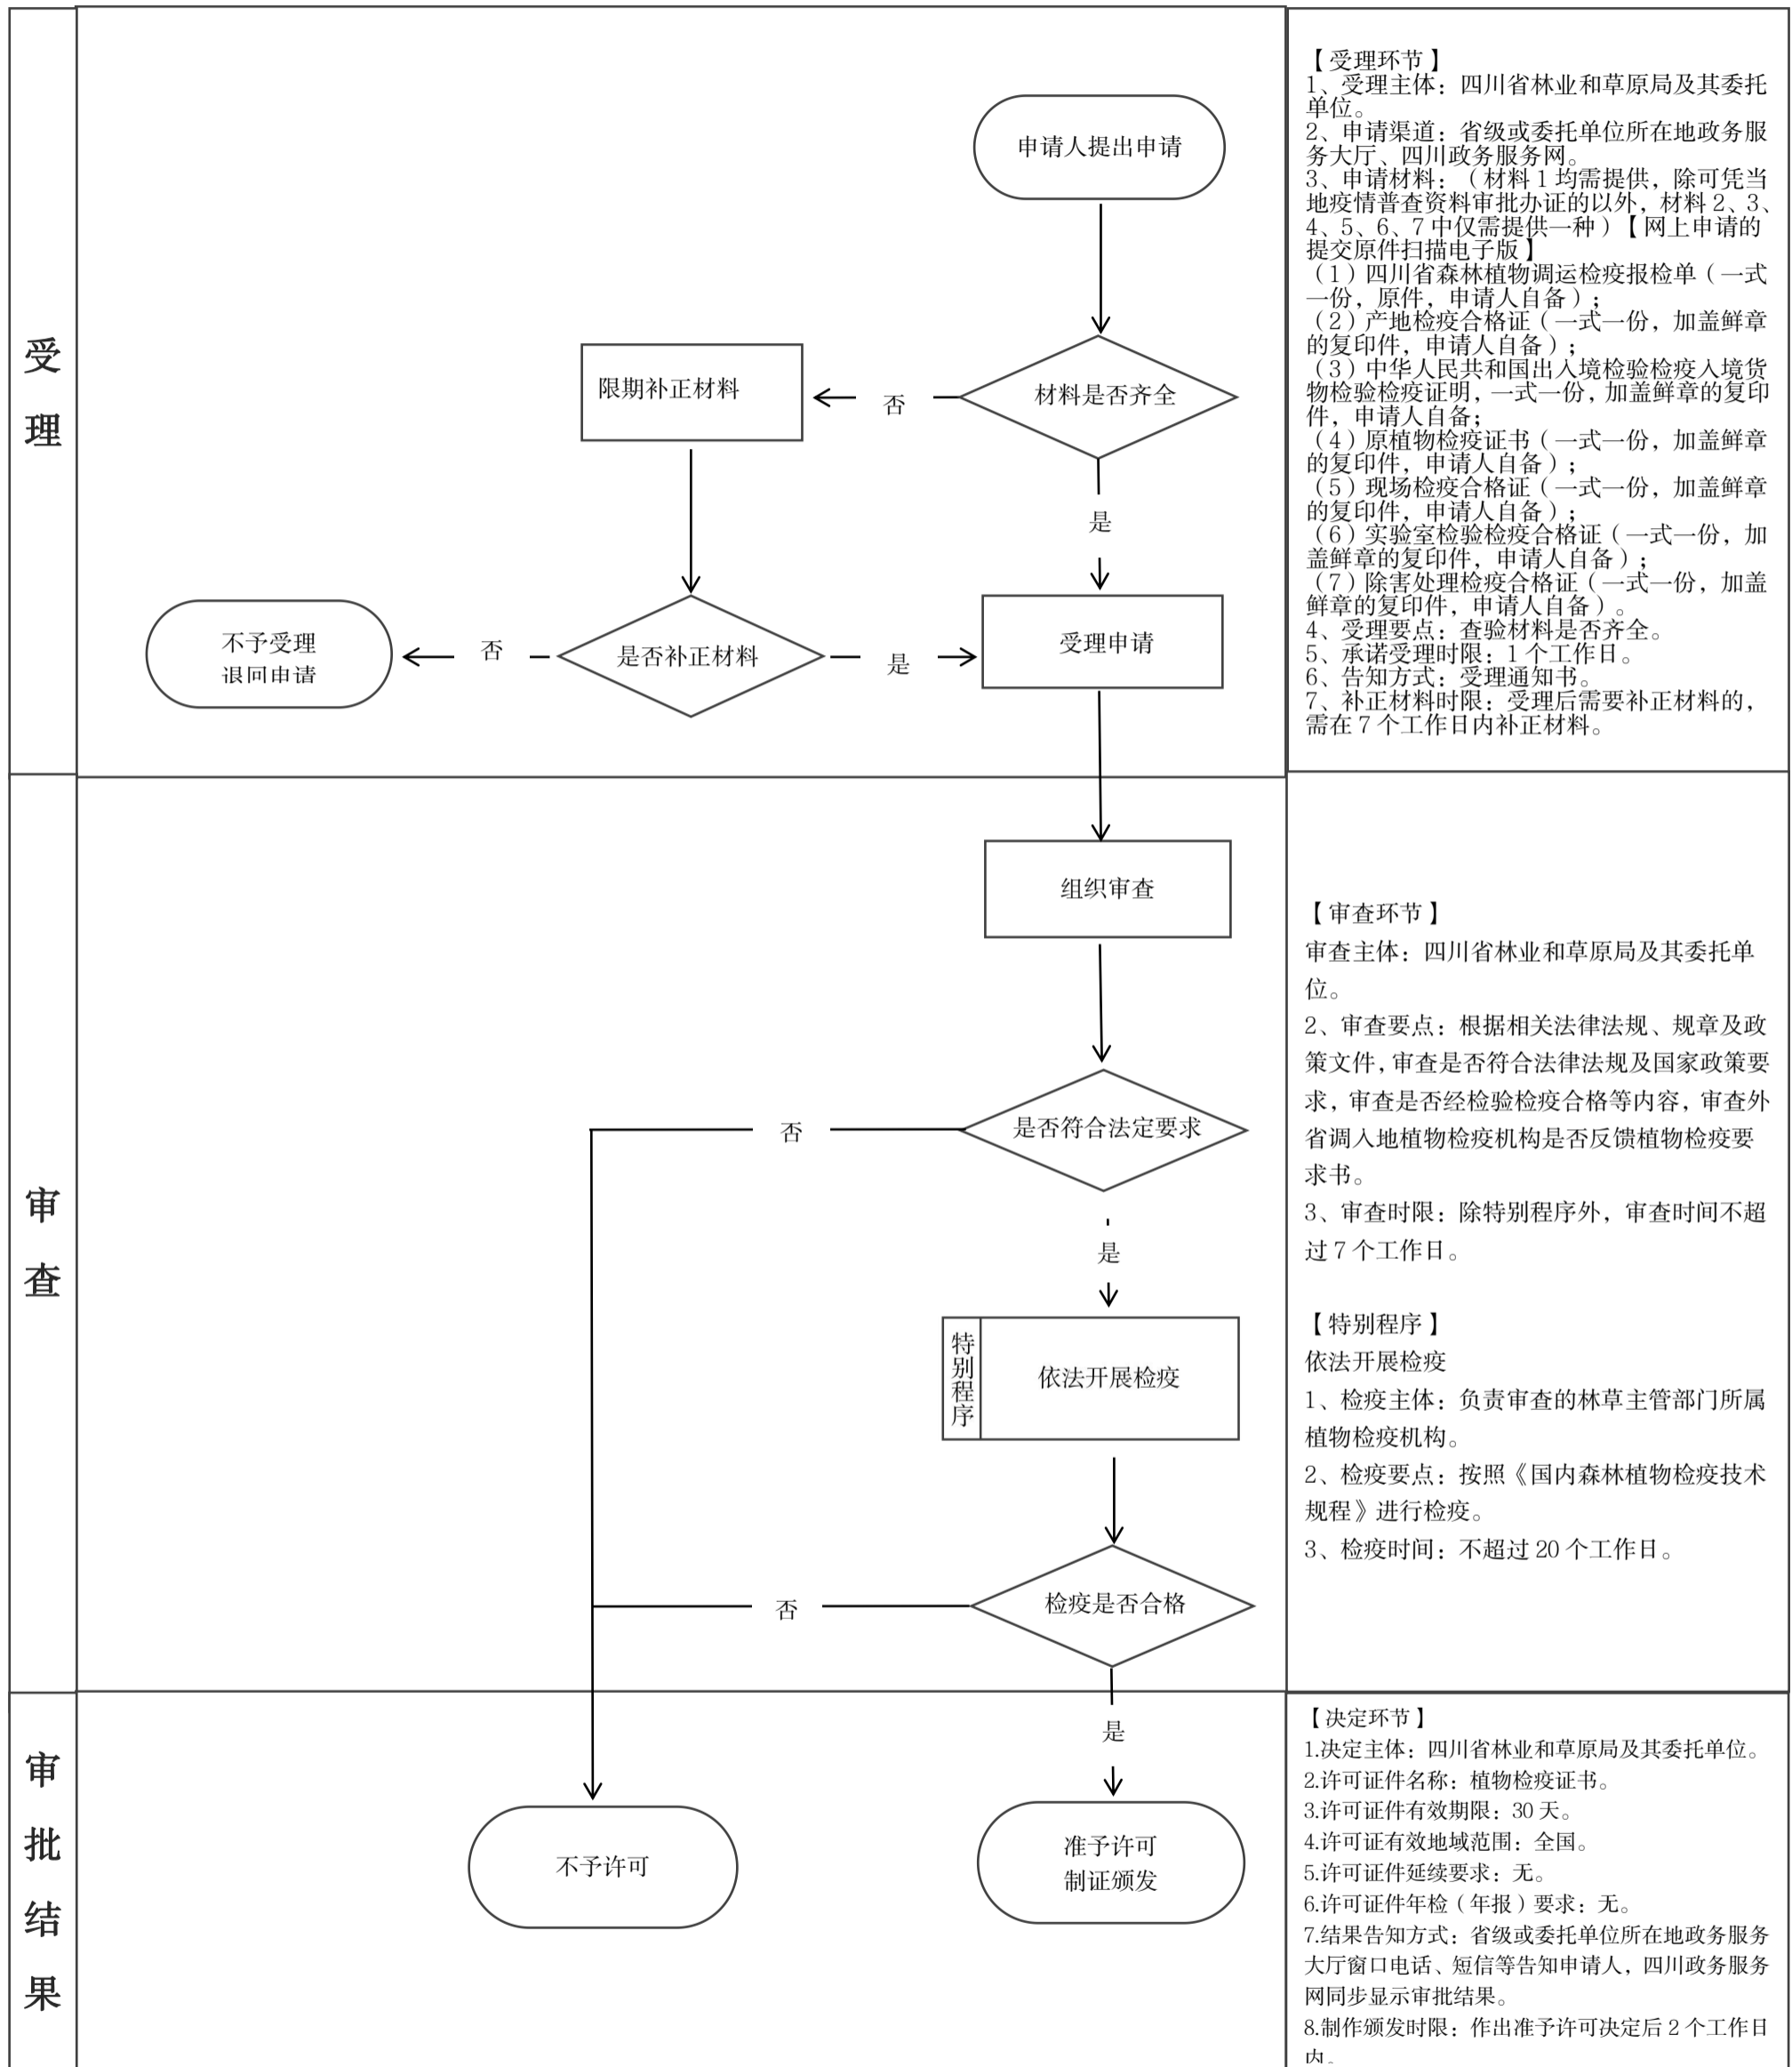 受
理
申请人提出申请
材料是否齐全
否
限期补正材料
是
是否补正材料
否
不予受理
退回申请
是
受理申请
【受理环节】
1、受理主体：四川省林业和草原局及其委托
单位。
2、申请渠道：省级或委托单位所在地政务服
务大厅、四川政务服务网。
3、申请材料：（材料 1 均需提供，除可凭当
地疫情普查资料审批办证的以外，材料 2、3、
4、5、6、7 中仅需提供一种）【网上申请的
提交原件扫描电子版】
（1）四川省森林植物调运检疫报检单（一式
一份，原件，申请人自备）；
（2）产地检疫合格证（一式一份，加盖鲜章
的复印件，申请人自备）；
（3）中华人民共和国出入境检验检疫入境货
物检验检疫证明，一式一份，加盖鲜章的复印
件，申请人自备；
（4）原植物检疫证书（一式一份，加盖鲜章
的复印件，申请人自备）；
（5）现场检疫合格证（一式一份，加盖鲜章
的复印件，申请人自备）；
（6）实验室检验检疫合格证（一式一份，加
盖鲜章的复印件，申请人自备）；
（7）除害处理检疫合格证（一式一份，加盖
鲜章的复印件，申请人自备）。
4、受理要点：查验材料是否齐全。
5、承诺受理时限：1 个工作日。
6、告知方式：受理通知书。
7、补正材料时限：受理后需要补正材料的，
需在 7 个工作日内补正材料。
审
查
组织审查
是否符合法定要求
否
是
特别程序
依法开展检疫
检疫是否合格
否
是
【审查环节】
审查主体：四川省林业和草原局及其委托单
位。
2、审查要点：根据相关法律法规、规章及政
策文件，审查是否符合法律法规及国家政策要
求，审查是否经检验检疫合格等内容，审查外
省调入地植物检疫机构是否反馈植物检疫要
求书。
3、审查时限：除特别程序外，审查时间不超
过 7 个工作日。
【特别程序】
依法开展检疫
1、检疫主体：负责审查的林草主管部门所属
植物检疫机构。
2、检疫要点：按照《国内森林植物检疫技术
规程》进行检疫。
3、检疫时间：不超过 20 个工作日。
审
批
结
果
不予许可
准予许可
制证颁发
【决定环节】
1.决定主体：四川省林业和草原局及其委托单位。
2.许可证件名称：植物检疫证书。
3.许可证件有效期限：30 天。
4.许可证有效地域范围：全国。
5.许可证件延续要求：无。
6.许可证件年检（年报）要求：无。
7.结果告知方式：省级或委托单位所在地政务服务
大厅窗口电话、短信等告知申请人，四川政务服务
网同步显示审批结果。
8.制作颁发时限：作出准予许可决定后 2 个工作日
内。